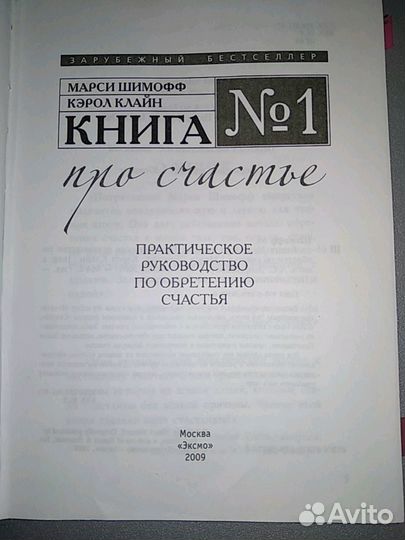 ЗАРУБЕЖНЫЙ БЕСТСЕЛЛЕР
МАРСИ ШИМОФФ
КЭРОЛ КЛАЙН
КНИГА №1
про счастье
ПРАКТИЧЕСКОЕ
РУКОВОДСТВО
ПО ОБРЕТЕНИЮ
СЧАСТЬЯ
Москва
«Эксмо»
2009
Avito